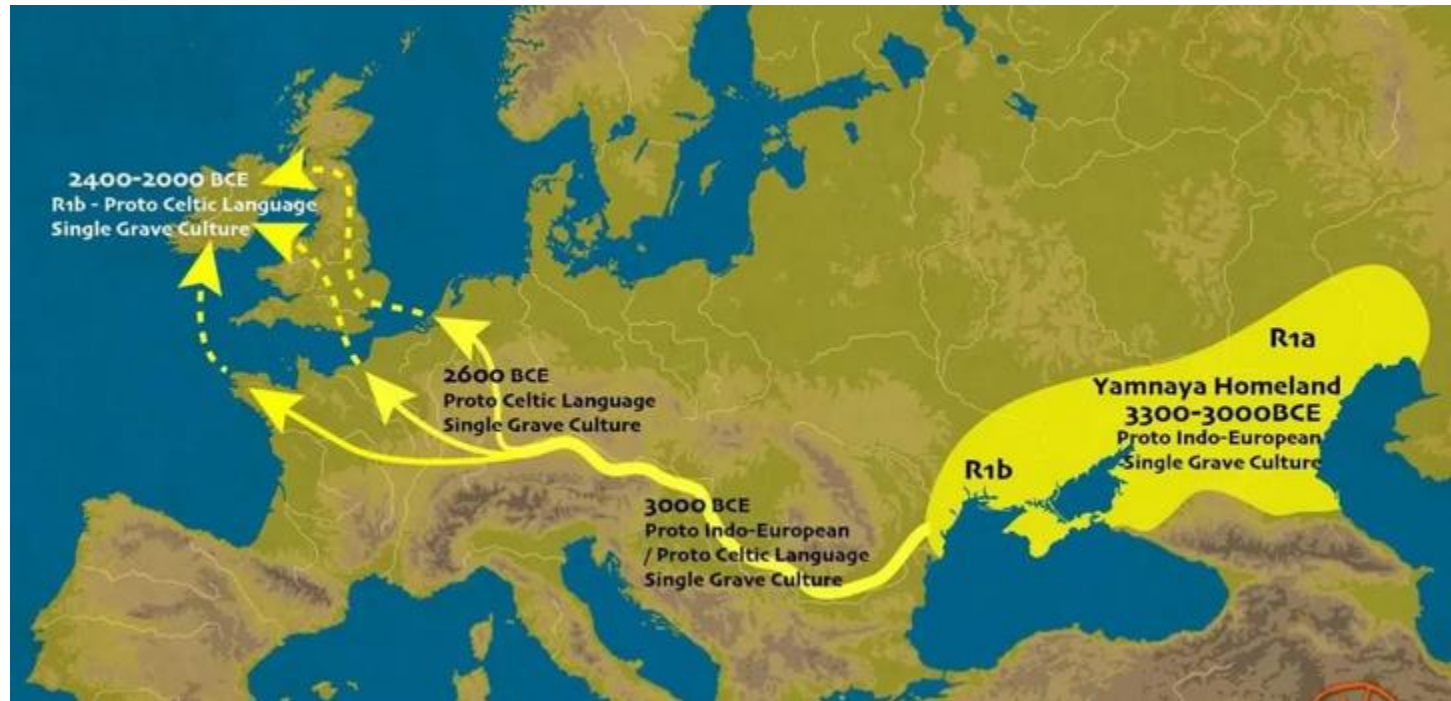 2400-2000 BCE
R1b - Proto Celtic Language
Single Grave Culture
2600 BCE
Proto Celtic Language
Single Grave Culture
3000 BCE
Proto Indo-European
/ Proto Celtic Language
Single Grave Culture
R1b
R1a
Yamnaya Homeland
3300-3000BCE
Proto Indo-European
Single Grave Culture